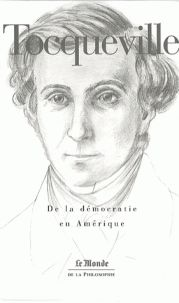 Tocqueville
De la démocratie
en Amérique
Le Monde
DE LA PHILOSOPHIE